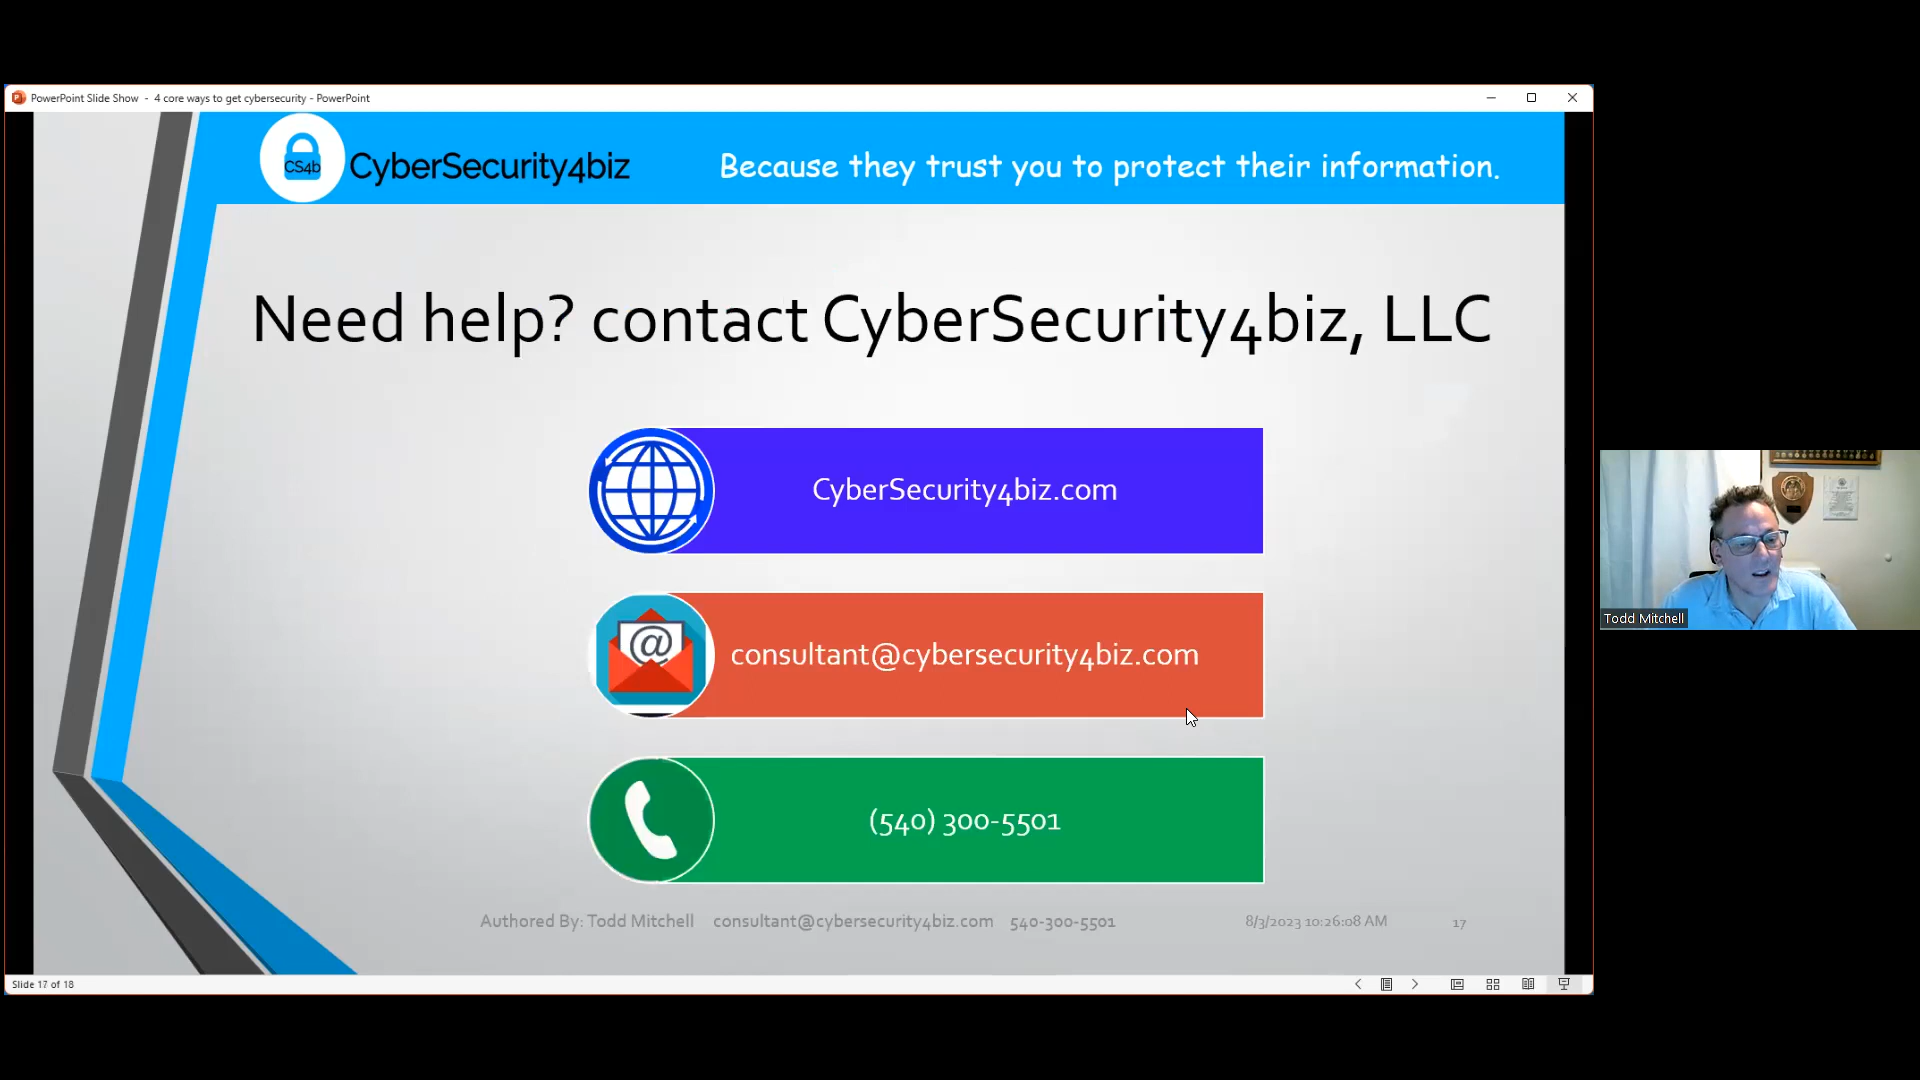 PowerPoint Slide Show - 4 core ways to get cybersecurity - PowerPoint
CS4b
CyberSecurity4biz
Because they trust you to protect their information.
Need help? contact CyberSecurity4biz, LLC
CyberSecurity4biz.com
@
consultant@cybersecurity4biz.com
(540) 300-5501
Authored By: Todd Mitchell consultant@cybersecurity4biz.com 540-300-5501
8/3/2023 10:26:08 AM
17
Slide 17 of 18
Todd Mitchell